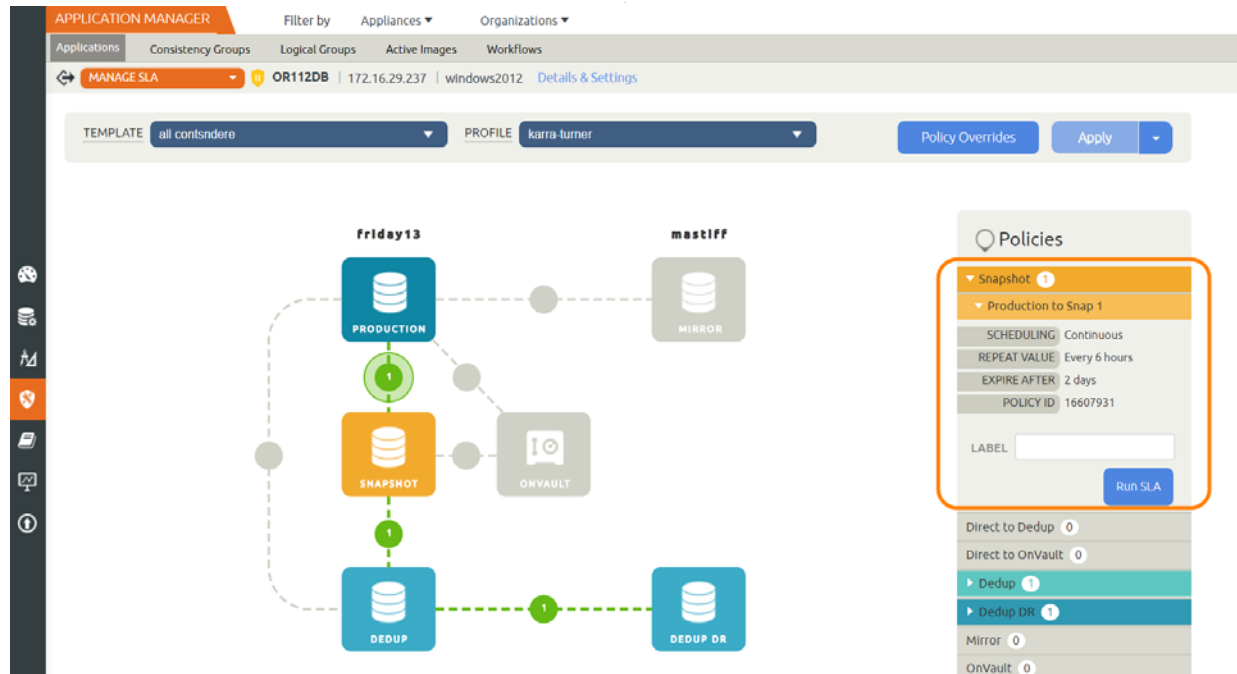 APPLICATION MANAGER Filter by Appliances Organizations
Applications Consistency Groups Logical Groups Active Images Workflows
MANAGE SLA OR112DB | 172.16.29.237 | windows2012 Details & Settings
TEMPLATE all contsndere PROFILE karra-turner Policy Overrides Apply
friday13 mastiff
PRODUCTION
MIRROR
1
SNAPSHOT
ONVAULT
1
DEDUP
1
DEDUP DR
Policies
Snapshot 1
Production to Snap 1
SCHEDULING Continuous
REPEAT VALUE Every 6 hours
EXPIRE AFTER 2 days
POLICY ID 16607931
LABEL
Run SLA
Direct to Dedup 0
Direct to OnVault 0
Dedup 1
Dedup DR 1
Mirror 0
OnVault 0